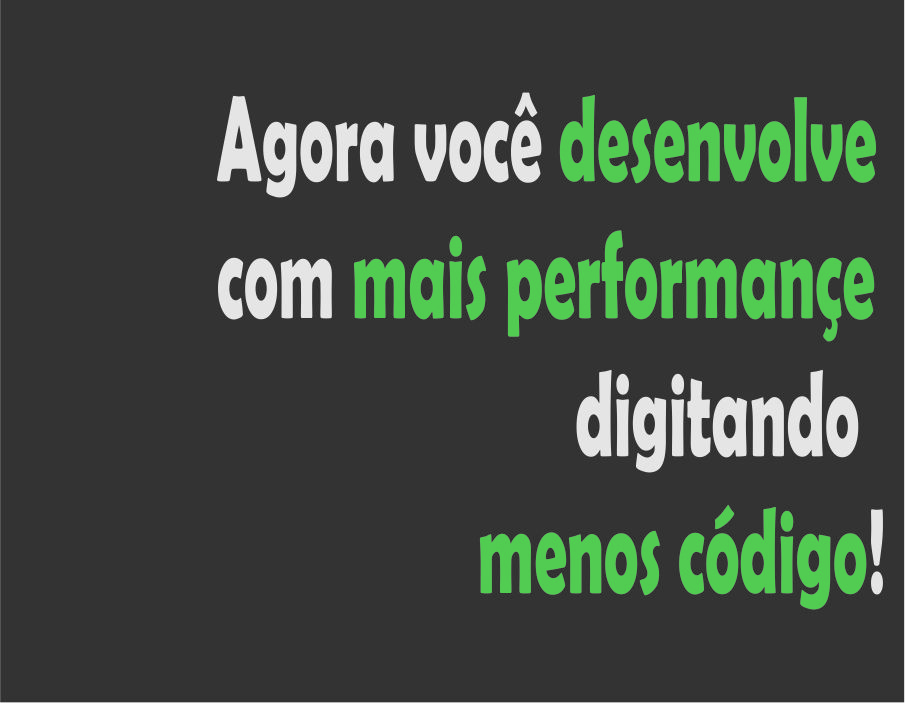 Agora você desenvolve
com mais performançe
digitando
menos código!